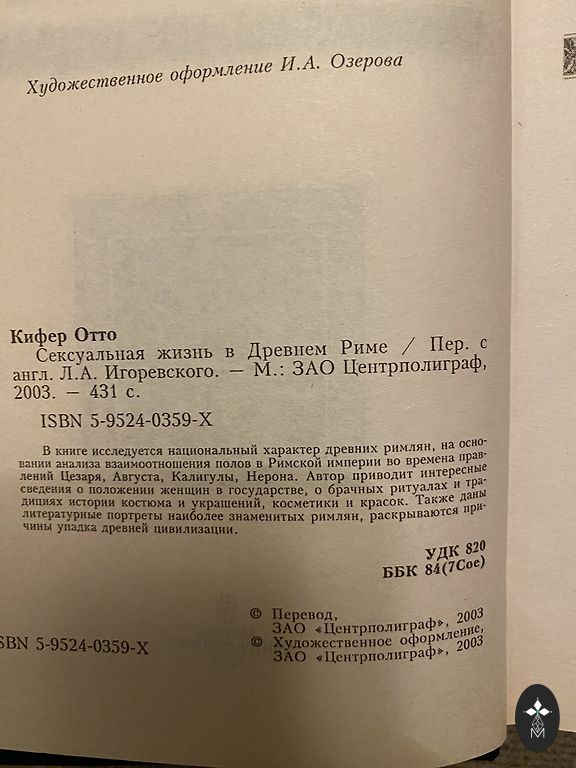 Художественное оформление И.А. Озерова
Кифер Отто
Сексуальная жизнь в Древнем Риме / Пер. с
англ. Л.А. Игоревского. — М.: ЗАО Центрполиграф,
2003. — 431 с.
ISBN 5-9524-0359-X
В книге исследуется национальный характер древних римлян, на осно-
вании анализа взаимоотношения полов в Римской империи во времена прав-
лений Цезаря, Августа, Калигулы, Нерона. Автор приводит интересные
сведения о положении женщин в государстве, о брачных ритуалах и тра-
дициях истории костюма и украшений, косметики и красок. Также даны
литературные портреты наиболее знаменитых римлян, раскрываются при-
чины упадка древней цивилизации.
УДК 820
ББК 84(7Сое)
© Перевод,
ЗАО «Центрполиграф», 2003
© Художественное оформление,
SBN 5-9524-0359-X
ЗАО «Центрполиграф», 2003
M